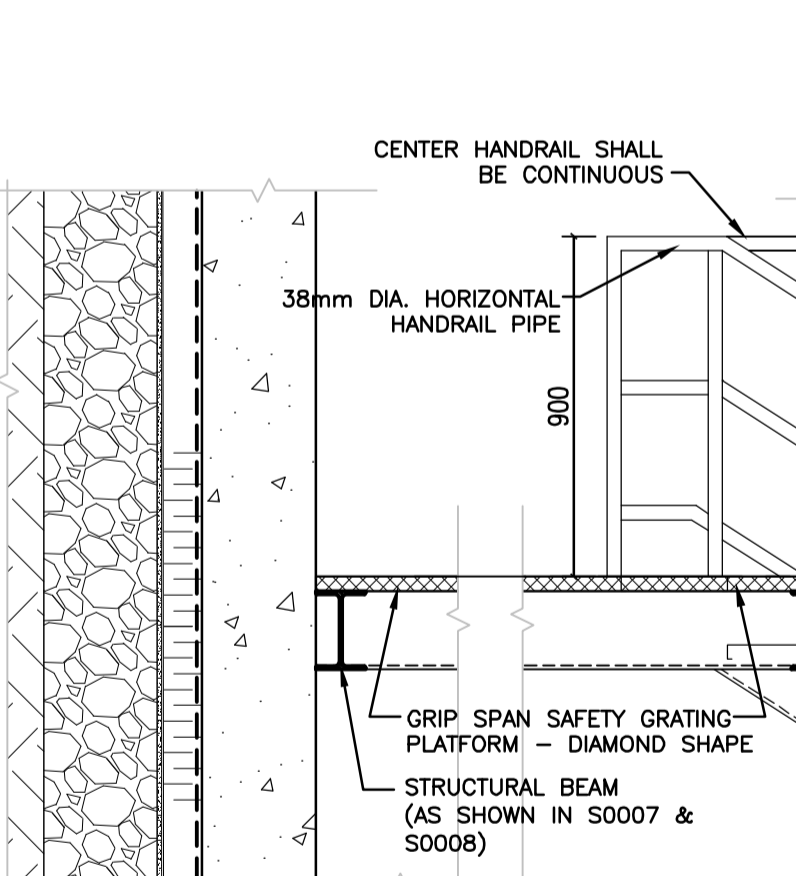 CENTER HANDRAIL SHALL
BE CONTINUOUS
38mm DIA. HORIZONTAL
HANDRAIL PIPE
900
GRIP SPAN SAFETY GRATING
PLATFORM – DIAMOND SHAPE
STRUCTURAL BEAM
(AS SHOWN IN S0007 &
S0008)